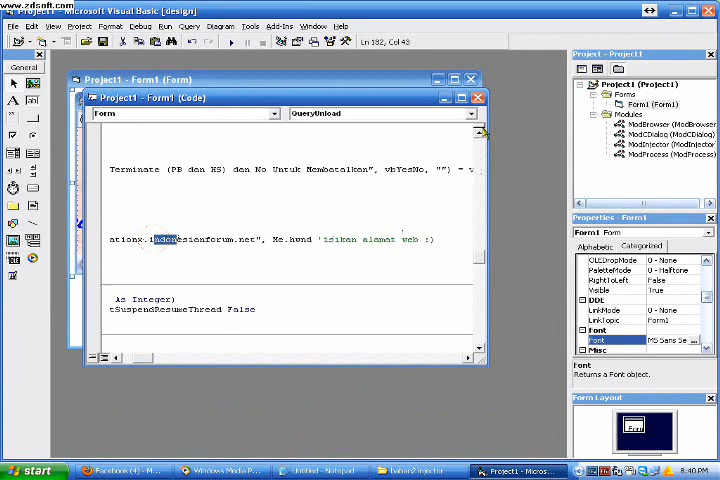 www.zdsoft.com
Project1 - Microsoft Visual Basic [design]
File Edit View Project Format Debug Run Query Diagram Tools Add-Ins Window Help
Ln 182, Col 43
General
Project1 - Form1 (Form)
Project1 - Form1 (Code)
Form QueryUnload
Terminate (PB dan HS) dan No Untuk Membatalkan", vbYesNo, "") = v
ationx.indonesianforum.net", Me.hwnd 'isikan alamat web :)
As Integer)
tSuspendResumeThread False
Project - Project1
Project1 (Project1)
Forms
Form1 (Form1)
Modules
ModBrowser (ModBrowser
ModCDialog (ModCDialog)
ModInjector (ModInjector)
ModProcess (ModProcess)
Properties - Form1
Form1 Form
Alphabetic Categorized
OLEDropMode 0 - None
PaletteMode 0 - Halftone
RightToLeft False
Visible True
DDE
LinkMode 0 - None
LinkTopic Form1
Font
Font MS Sans Se ...
Misc
Font
Returns a Font object.
Form Layout
Form
start
Facebook (4) - M...
Windows Media P...
Untitled - Notepad
bahan2 injector
Project1 - Micros...
8:40 PM